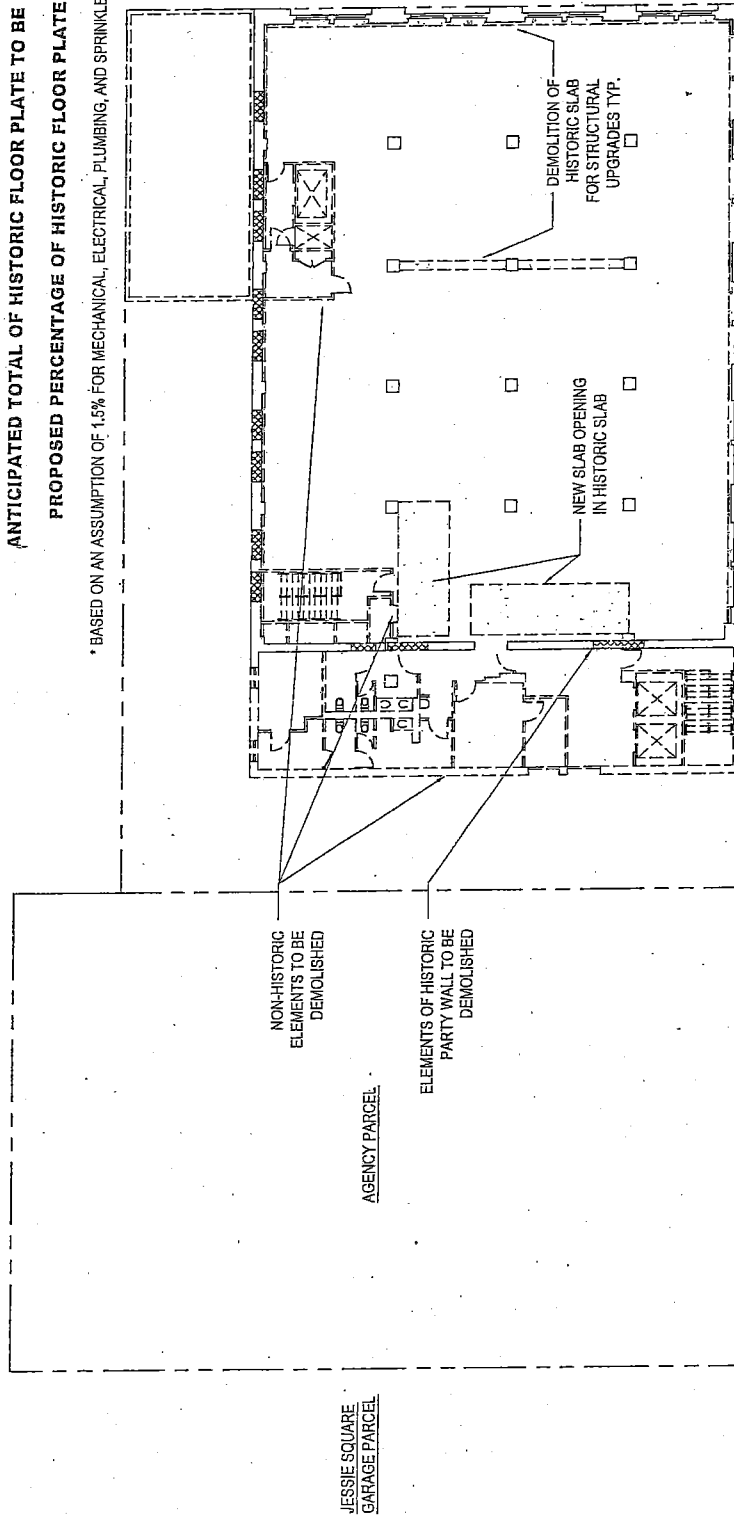 ANTICIPATED TOTAL OF HISTORIC FLOOR PLATE TO BE
PROPOSED PERCENTAGE OF HISTORIC FLOOR PLATE
* BASED ON AN ASSUMPTION OF 1.5% FOR MECHANICAL, ELECTRICAL, PLUMBING, AND SPRINKLE
DEMOLITION OF
HISTORIC SLAB
FOR STRUCTURAL
UPGRADES TYP.
NEW SLAB OPENING
IN HISTORIC SLAB
NON-HISTORIC
ELEMENTS TO BE
DEMOLISHED
ELEMENTS OF HISTORIC
PARTY WALL TO BE
DEMOLISHED
AGENCY PARCEL
JESSIE SQUARE
GARAGE PARCEL